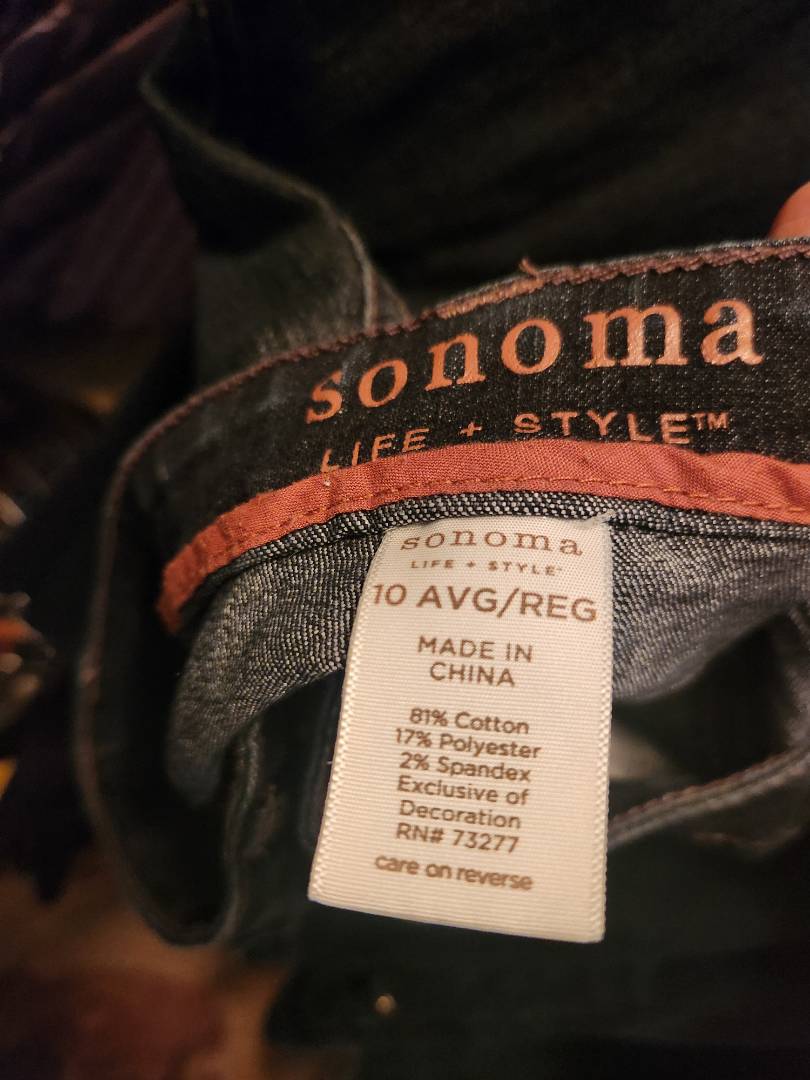 sonoma
LIFE + STYLE™
sonoma
LIFE + STYLE
10 AVG/REG
MADE IN
CHINA
81% Cotton
17% Polyester
2% Spandex
Exclusive of
Decoration
RN# 73277
care on reverse